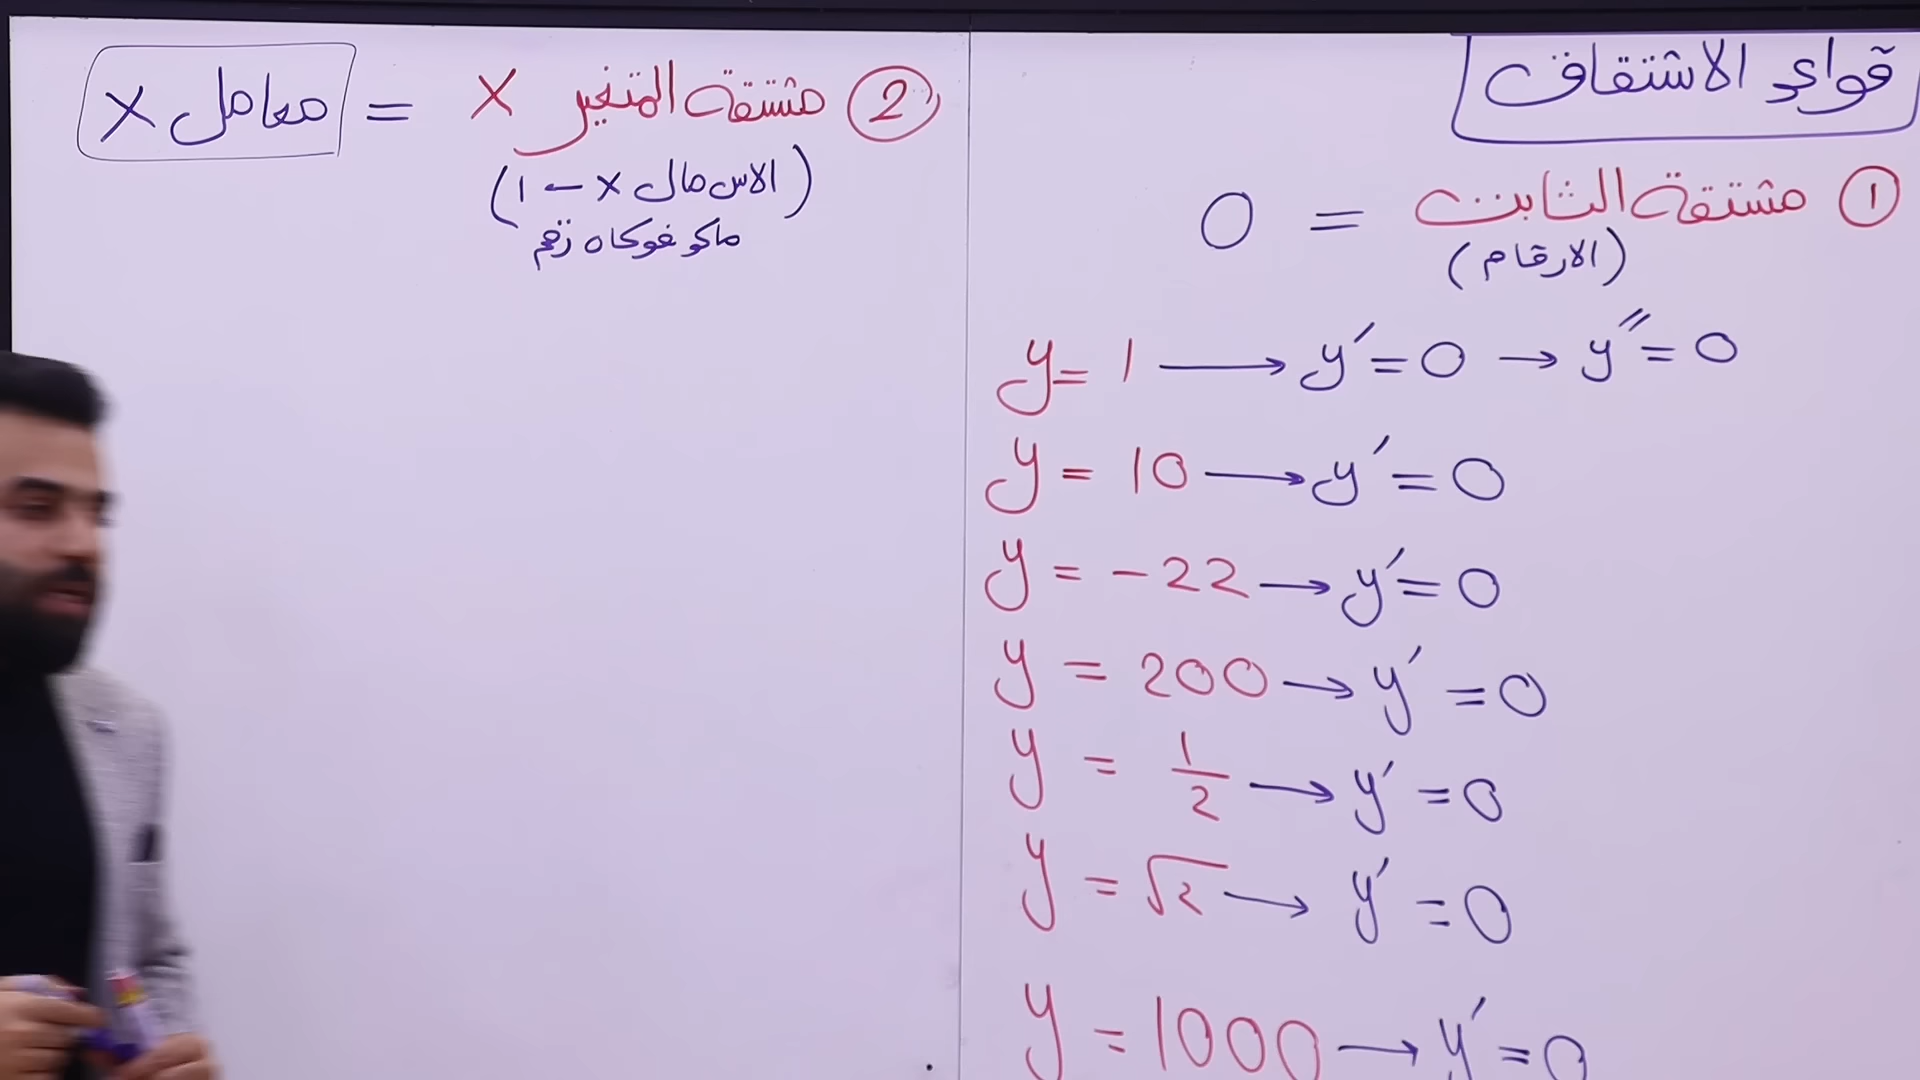 قواعد الاشتقاق
① مشتقة الثابت = 0
(الارقام)
y = 1 ⟶ y′ = 0 → y″ = 0
y = 10 ⟶ y′ = 0
y = -22 → y′ = 0
y = 200 → y′ = 0
y = 1/2 → y′ = 0
y = √2 → y′ = 0
y = 1000 → y′ = 0
② مشتقة المتغير x = معامل x
(الاس مال x ← 1)
ماكو فوكاه رقم